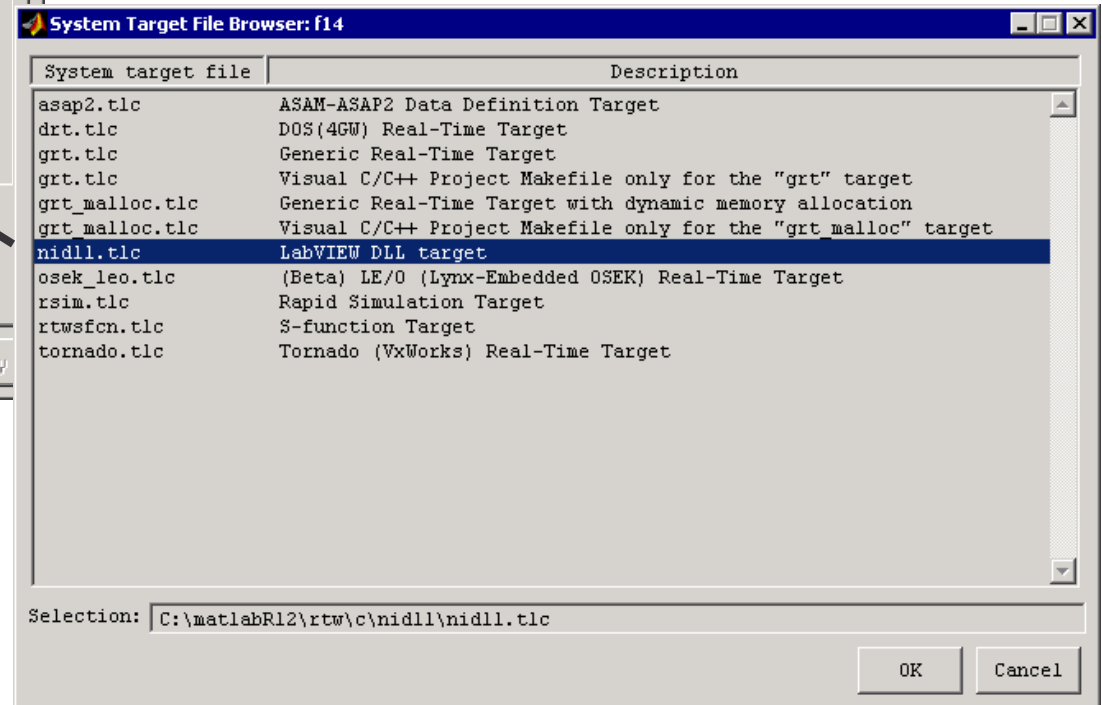 System Target File Browser: f14
System target file Description
asap2.tlc ASAM-ASAP2 Data Definition Target
drt.tlc DOS(4GW) Real-Time Target
grt.tlc Generic Real-Time Target
grt.tlc Visual C/C++ Project Makefile only for the "grt" target
grt_malloc.tlc Generic Real-Time Target with dynamic memory allocation
grt_malloc.tlc Visual C/C++ Project Makefile only for the "grt_malloc" target
nidll.tlc LabVIEW DLL target
osek_leo.tlc (Beta) LE/O (Lynx-Embedded OSEK) Real-Time Target
rsim.tlc Rapid Simulation Target
rtwsfcn.tlc S-function Target
tornado.tlc Tornado (VxWorks) Real-Time Target
Selection: C:\matlabR12\rtw\c\nidll\nidll.tlc
OK Cancel